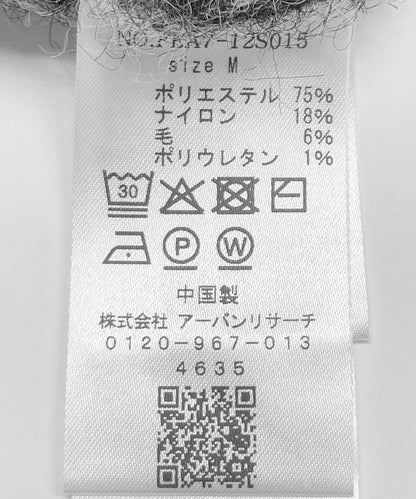 NO.FEA7-12S015
size M
ポリエステル 75%
ナイロン 18%
毛 6%
ポリウレタン 1%
30
P W
中国製
株式会社 アーバンリサーチ
0120-967-013
4635